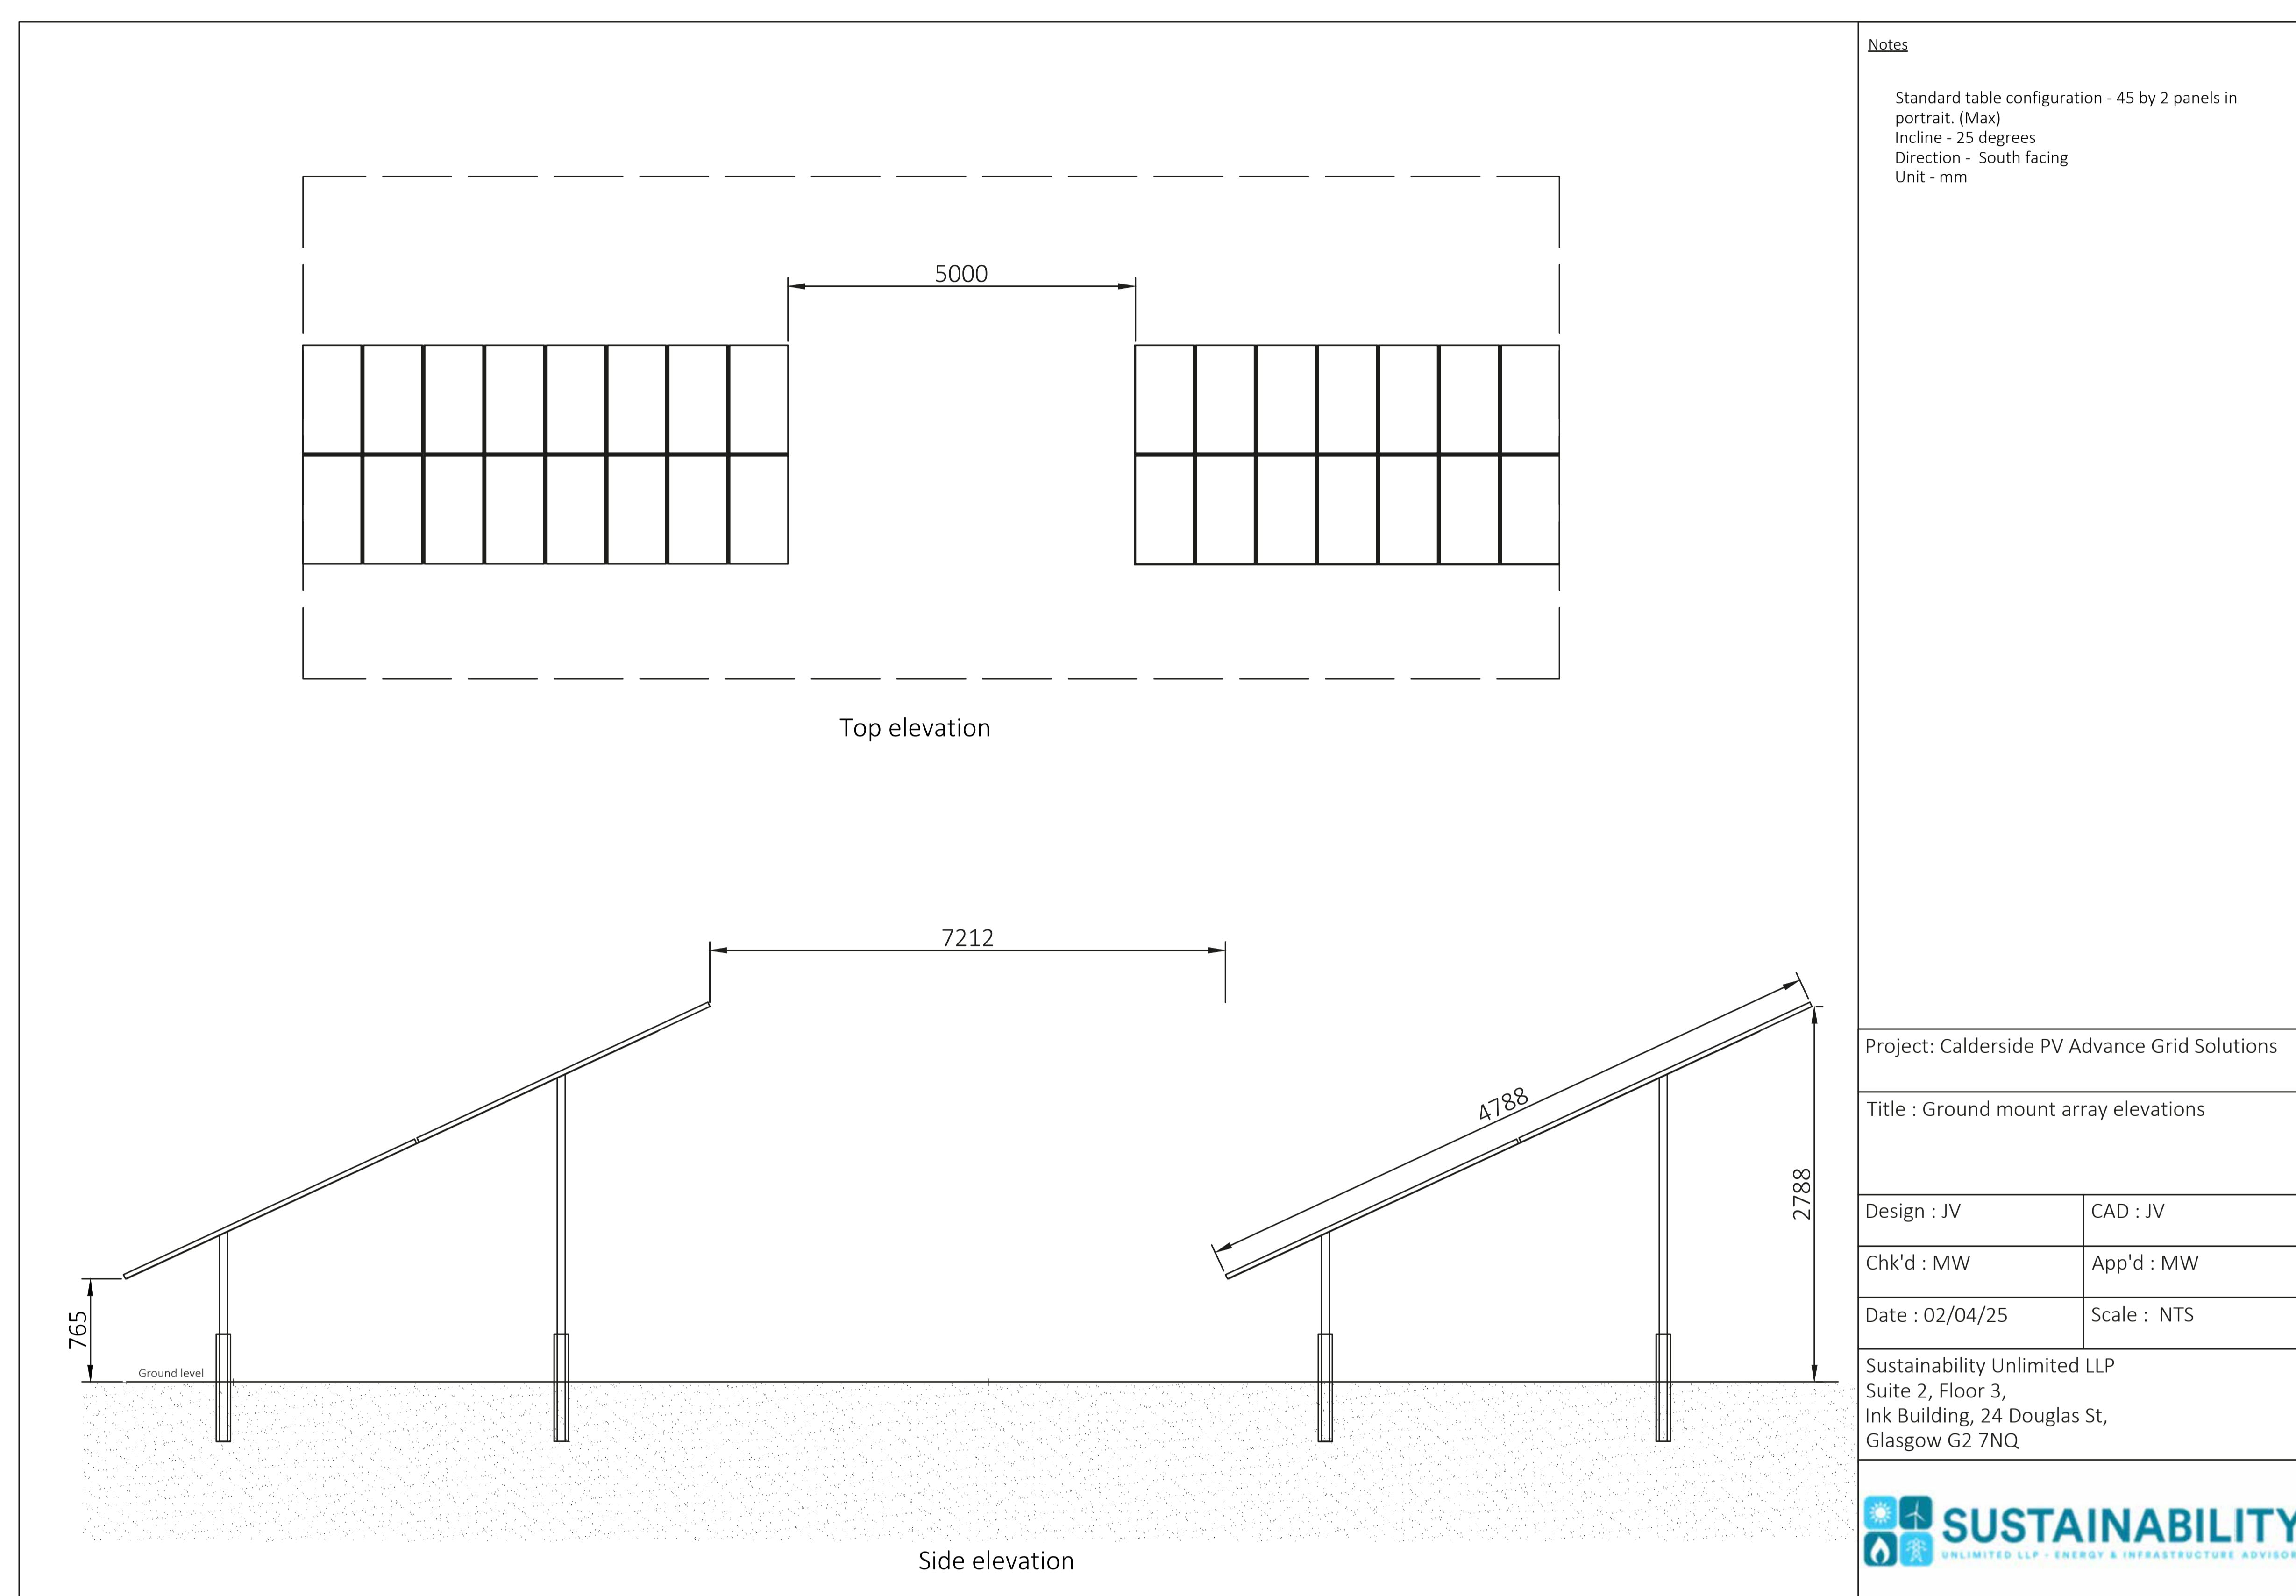 Notes
Standard table configuration - 45 by 2 panels in
portrait. (Max)
Incline - 25 degrees
Direction - South facing
Unit - mm
5000
Top elevation
7212
4788
2788
765
Ground level
Side elevation
Project: Calderside PV Advance Grid Solutions
Title : Ground mount array elevations
Design : JV
CAD : JV
Chk'd : MW
App'd : MW
Date : 02/04/25
Scale : NTS
Sustainability Unlimited LLP
Suite 2, Floor 3,
Ink Building, 24 Douglas St,
Glasgow G2 7NQ
SUSTAINABILITY
UNLIMITED LLP - ENERGY & INFRASTRUCTURE ADVISOR